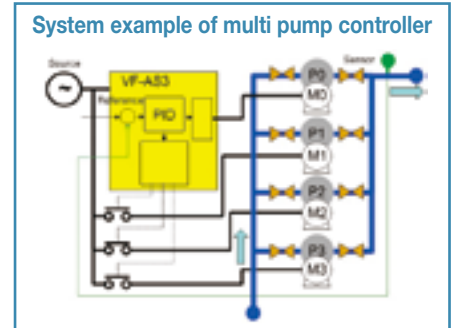 System example of multi pump controller
Source
Sensor
VF-AS3
Reference
PID
P0
M0
P1
M1
P2
M2
P3
M3
~